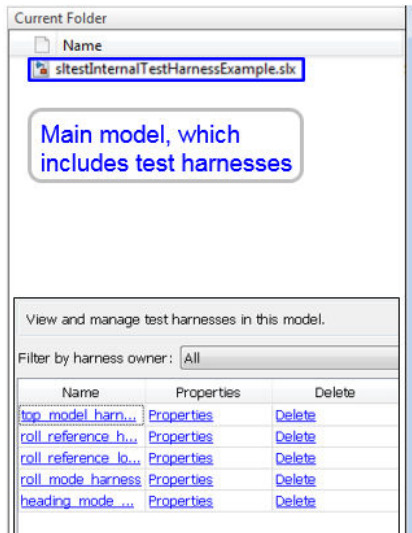 Current Folder
Name
sltestInternalTestHarnessExample.slx
Main model, which
includes test harnesses
View and manage test harnesses in this model.
Filter by harness owner: All
Name Properties Delete
top_model_harn... Properties Delete
roll_reference_h... Properties Delete
roll_reference_lo... Properties Delete
roll_mode_harness Properties Delete
heading_mode_... Properties Delete